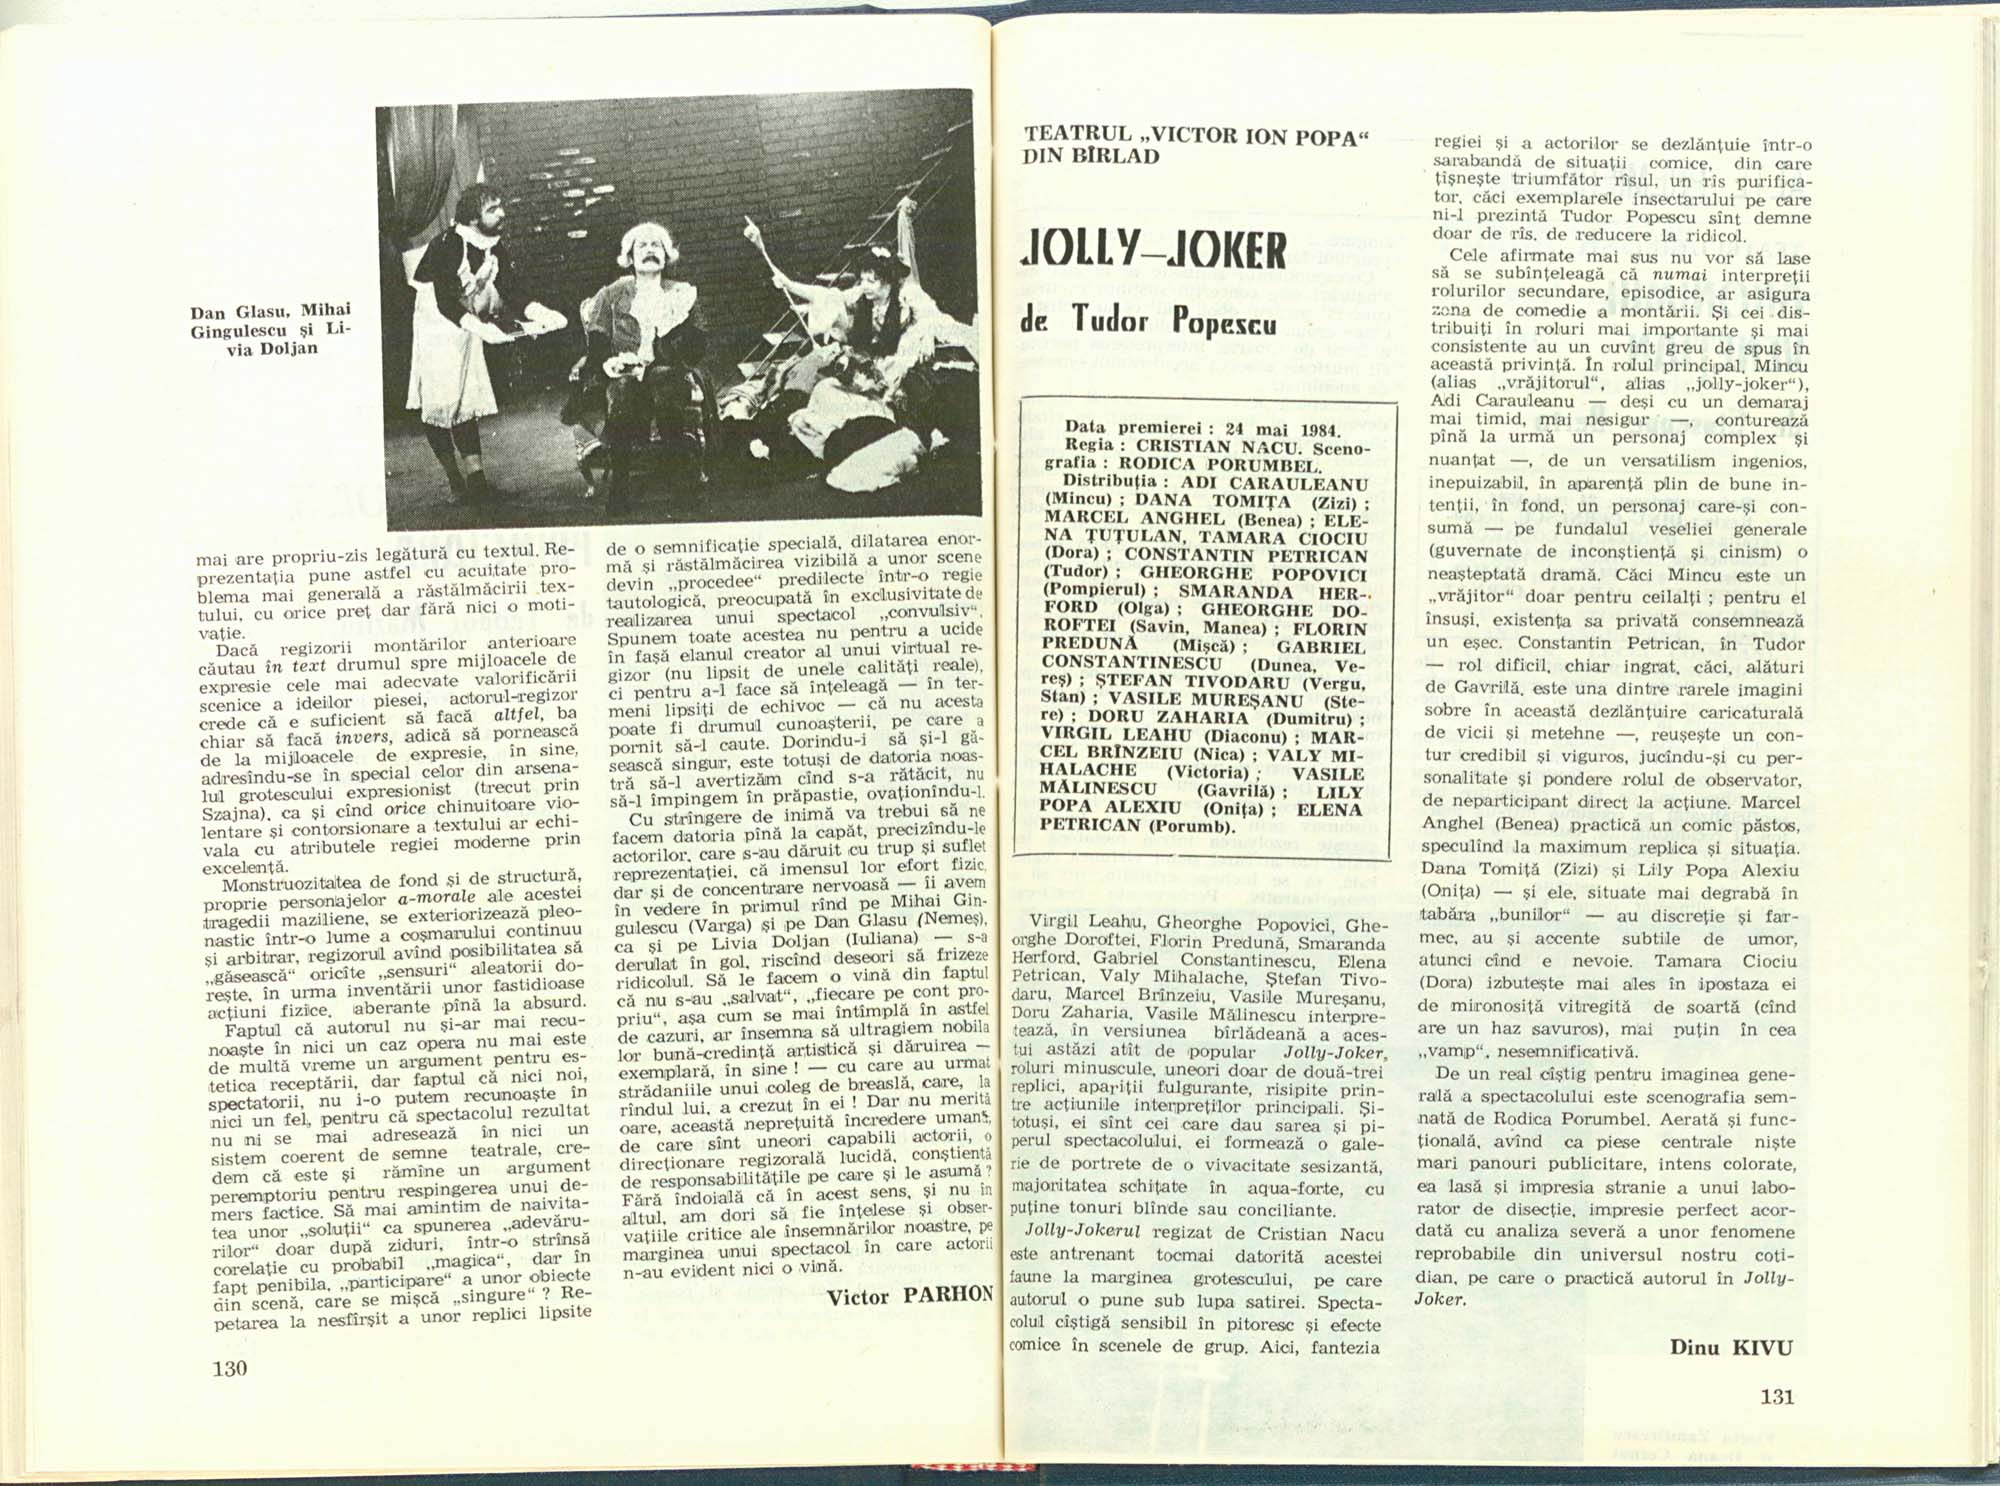 Dan Glasu, Mihai
Gingulescu și Li-
via Doljan
mai are propriu-zis legătură cu textul. Re-
prezentația pune astfel cu acuitate pro-
blema mai generală a răstălmăcirii tex-
tului, cu orice preț dar fără nici o moti-
vație.
Dacă regizorii montărilor anterioare
căutau în text drumul spre mijloacele de
expresie cele mai adecvate valorificării
scenice a ideilor piesei, actorul-regizor
crede că e suficient să facă altfel, ba
chiar să facă invers, adică să pornească
de la mijloacele de expresie, în sine,
adresîndu-se în special celor din arsena-
lul grotescului expresionist (trecut prin
Szajna), ca și cînd orice chinuitoare vio-
lentare și contorsionare a textului ar echi-
vala cu atributele regiei moderne prin
excelență.
Monstruozitatea de fond și de structură,
proprie personajelor a-morale ale acestei
tragedii maziliene, se exteriorizează pleo-
nastic într-o lume a coșmarului continuu
și arbitrar, regizorul avînd posibilitatea să
„găsească“ oricîte „sensuri“ aleatorii do-
rește, în urma inventării unor fastidioase
acțiuni fizice, aberante pînă la absurd.
Faptul că autorul nu și-ar mai recu-
noaște în nici un caz opera nu mai este
de multă vreme un argument pentru es-
tetica receptării, dar faptul că nici noi,
spectatorii, nu i-o putem recunoaște în
nici un fel, pentru că spectacolul rezultat
nu ni se mai adresează în nici un
sistem coerent de semne teatrale, cre-
dem că este și rămîne un argument
peremptoriu pentru respingerea unui de-
mers factice. Să mai amintim de naivita-
tea unor „soluții“ ca spunerea „adevăru-
rilor“ doar după ziduri, într-o strînsă
corelație cu probabil „magica“, dar în
fapt penibila, „participare“ a unor obiecte
din scenă, care se mișcă „singure“ ? Re-
petarea la nesfîrșit a unor replici lipsite
130
de o semnificație specială, dilatarea enor-
mă și răstălmăcirea vizibilă a unor scene
devin „procedee“ predilecte într-o regie
tautologică, preocupată în exclusivitate de
realizarea unui spectacol „convulsiv“.
Spunem toate acestea nu pentru a ucide
în fașă elanul creator al unui virtual re-
gizor (nu lipsit de unele calități reale),
ci pentru a-l face să înțeleagă — în ter-
meni lipsiți de echivoc — că nu acesta
poate fi drumul cunoașterii, pe care a
pornit să-l caute. Dorindu-i să și-l gă-
sească singur, este totuși de datoria noas-
tră să-l avertizăm cînd s-a rătăcit, nu
să-l împingem în prăpastie, ovaționîndu-l.
Cu strîngere de inimă va trebui să ne
facem datoria pînă la capăt, precizîndu-le
actorilor, care s-au dăruit cu trup și suflet
reprezentației, că imensul lor efort fizic,
dar și de concentrare nervoasă — îi avem
în vedere în primul rînd pe Mihai Gin-
gulescu (Varga) și pe Dan Glasu (Nemeș),
ca și pe Livia Doljan (Iuliana) — s-a
derulat în gol, riscînd deseori să frizeze
ridicolul. Să le facem o vină din faptul
că nu s-au „salvat“, „fiecare pe cont pro-
priu“, așa cum se mai întîmplă în astfel
de cazuri, ar însemna să ultragiem nobila
lor bună-credință artistică și dăruirea —
exemplară, în sine ! — cu care au urmat
strădaniile unui coleg de breaslă, care, la
rîndul lui, a crezut în ei ! Dar nu merită
oare, această neprețuită încredere umană,
de care sînt uneori capabili actorii, o
direcționare regizorală lucidă, conștientă
de responsabilitățile pe care și le asumă ?
Fără îndoială că în acest sens, și nu în
altul, am dori să fie înțelese și obser-
vațiile critice ale însemnărilor noastre, pe
marginea unui spectacol în care actorii
n-au evident nici o vină.
Victor PARHON
TEATRUL „VICTOR ION POPA“
DIN BÎRLAD
JOLLY–JOKER
de Tudor Popescu
Data premierei : 24 mai 1984.
Regia : CRISTIAN NACU. Sceno-
grafia : RODICA PORUMBEL.
Distribuția : ADI CARAULEANU
(Mincu) ; DANA TOMIȚA (Zizi) ;
MARCEL ANGHEL (Benea) ; ELE-
NA ȚUȚULAN, TAMARA CIOCIU
(Dora) ; CONSTANTIN PETRICAN
(Tudor) ; GHEORGHE POPOVICI
(Pompierul) ; SMARANDA HER-
FORD (Olga) ; GHEORGHE DO-
ROFTEI (Savin, Manea) ; FLORIN
PREDUNĂ (Mișcă) ; GABRIEL
CONSTANTINESCU (Dunea, Ve-
reș) ; ȘTEFAN TIVODARU (Vergu,
Stan) ; VASILE MUREȘANU (Ste-
re) ; DORU ZAHARIA (Dumitru) ;
VIRGIL LEAHU (Diaconu) ; MAR-
CEL BRÎNZEIU (Nica) ; VALY MI-
HALACHE (Victoria) ; VASILE
MĂLINESCU (Gavrilă) ; LILY
POPA ALEXIU (Onița) ; ELENA
PETRICAN (Porumb).
Virgil Leahu, Gheorghe Popovici, Ghe-
orghe Doroftei, Florin Predună, Smaranda
Herford, Gabriel Constantinescu, Elena
Petrican, Valy Mihalache, Ștefan Tivo-
daru, Marcel Brînzeiu, Vasile Mureșanu,
Doru Zaharia, Vasile Mălinescu interpre-
tează, în versiunea bîrlădeană a aces-
tui astăzi atît de popular Jolly-Joker,
roluri minuscule, uneori doar de două-trei
replici, apariții fulgurante, risipite prin-
tre acțiunile interpreților principali. Și-
totuși, ei sînt cei care dau sarea și pi-
perul spectacolului, ei formează o gale-
rie de portrete de o vivacitate sesizantă,
majoritatea schițate în aqua-forte, cu
puține tonuri blînde sau conciliante.
Jolly-Jokerul regizat de Cristian Nacu
este antrenant tocmai datorită acestei
faune la marginea grotescului, pe care
autorul o pune sub lupa satirei. Specta-
colul cîștigă sensibil în pitoresc și efecte
comice în scenele de grup. Aici, fantezia
regiei și a actorilor se dezlănțuie într-o
sarabandă de situații comice, din care
țișnește triumfător rîsul, un rîs purifica-
tor, căci exemplarele insectarului pe care
ni-l prezintă Tudor Popescu sînt demne
doar de rîs, de reducere la ridicol.
Cele afirmate mai sus nu vor să lase
să se subînțeleagă că numai interpreții
rolurilor secundare, episodice, ar asigura
zona de comedie a montării. Și cei dis-
tribuiți în roluri mai importante și mai
consistente au un cuvînt greu de spus în
această privință. În rolul principal, Mincu
(alias „vrăjitorul“, alias „jolly-joker“),
Adi Carauleanu — deși cu un demaraj
mai timid, mai nesigur —, conturează
pînă la urmă un personaj complex și
nuanțat —, de un versatilism ingenios,
inepuizabil, în aparență plin de bune in-
tenții, în fond, un personaj care-și con-
sumă — pe fundalul veseliei generale
(guvernate de inconștiență și cinism) o
neașteptată dramă. Căci Mincu este un
„vrăjitor“ doar pentru ceilalți ; pentru el
însuși, existența sa privată consemnează
un eșec. Constantin Petrican, în Tudor
— rol dificil, chiar ingrat, căci, alături
de Gavrilă, este una dintre rarele imagini
sobre în această dezlănțuire caricaturală
de vicii și metehne —, reușește un con-
tur credibil și viguros, jucîndu-și cu per-
sonalitate și pondere rolul de observator,
de neparticipant direct la acțiune. Marcel
Anghel (Benea) practică un comic păstos,
speculînd la maximum replica și situația.
Dana Tomiță (Zizi) și Lily Popa Alexiu
(Onița) — și ele, situate mai degrabă în
tabăra „bunilor“ — au discreție și far-
mec, au și accente subtile de umor,
atunci cînd e nevoie. Tamara Ciociu
(Dora) izbutește mai ales în ipostaza ei
de mironosiță vitregită de soartă (cînd
are un haz savuros), mai puțin în cea
„vamp“, nesemnificativă.
De un real cîștig pentru imaginea gene-
rală a spectacolului este scenografia sem-
nată de Rodica Porumbel. Aerată și func-
țională, avînd ca piese centrale niște
mari panouri publicitare, intens colorate,
ea lasă și impresia stranie a unui labo-
rator de disecție, impresie perfect acor-
dată cu analiza severă a unor fenomene
reprobabile din universul nostru coti-
dian, pe care o practică autorul în Jolly-
Joker.
Dinu KIVU
131